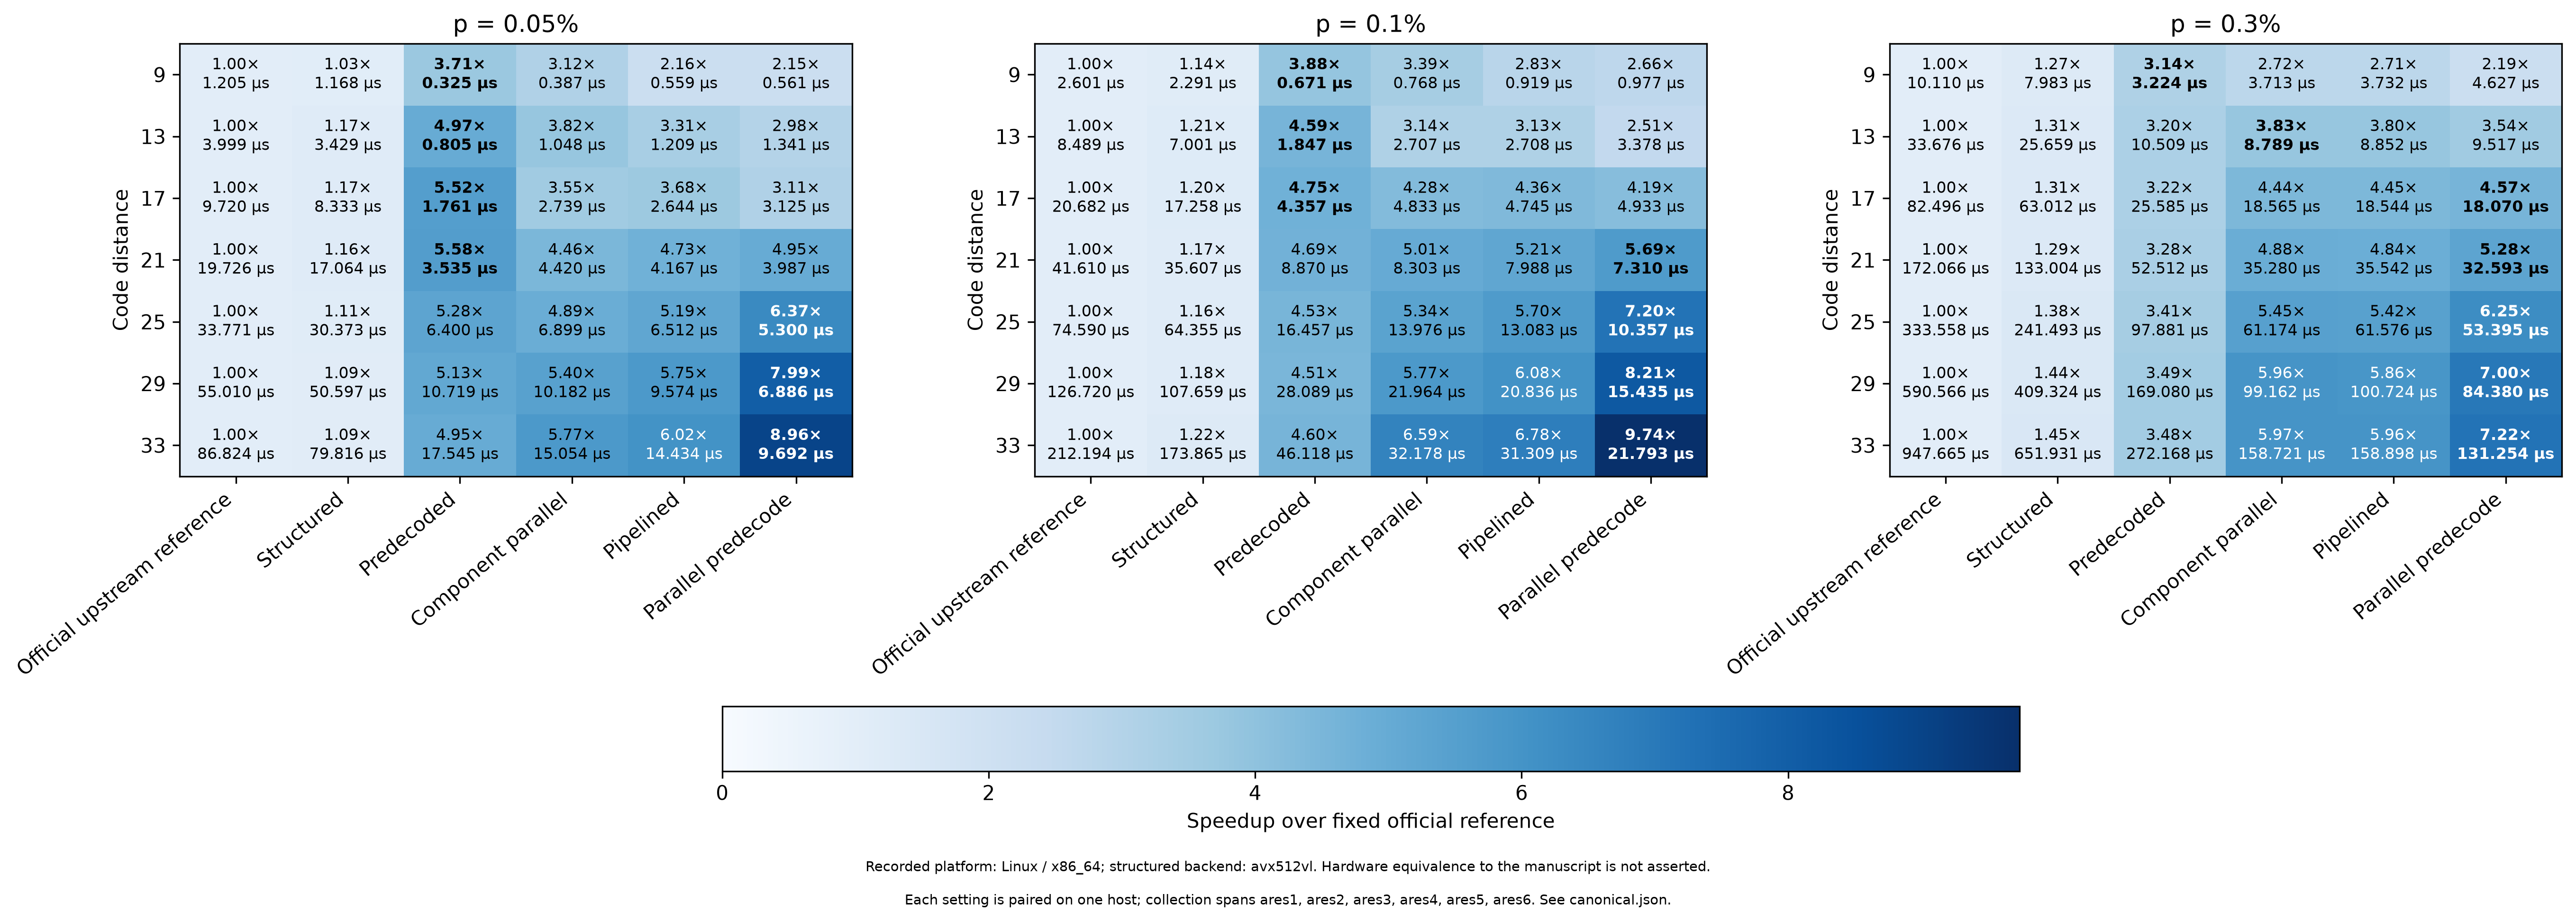 p = 0.05%
Code distance
9
1.00× 1.03× 3.71× 3.12× 2.16× 2.15×
1.205 µs 1.168 µs 0.325 µs 0.387 µs 0.559 µs 0.561 µs
13
1.00× 1.17× 4.97× 3.82× 3.31× 2.98×
3.999 µs 3.429 µs 0.805 µs 1.048 µs 1.209 µs 1.341 µs
17
1.00× 1.17× 5.52× 3.55× 3.68× 3.11×
9.720 µs 8.333 µs 1.761 µs 2.739 µs 2.644 µs 3.125 µs
21
1.00× 1.16× 5.58× 4.46× 4.73× 4.95×
19.726 µs 17.064 µs 3.535 µs 4.420 µs 4.167 µs 3.987 µs
25
1.00× 1.11× 5.28× 4.89× 5.19× 6.37×
33.771 µs 30.373 µs 6.400 µs 6.899 µs 6.512 µs 5.300 µs
29
1.00× 1.09× 5.13× 5.40× 5.75× 7.99×
55.010 µs 50.597 µs 10.719 µs 10.182 µs 9.574 µs 6.886 µs
33
1.00× 1.09× 4.95× 5.77× 6.02× 8.96×
86.824 µs 79.816 µs 17.545 µs 15.054 µs 14.434 µs 9.692 µs
Official upstream reference
Structured
Predecoded
Component parallel
Pipelined
Parallel predecode
p = 0.1%
Code distance
9
1.00× 1.14× 3.88× 3.39× 2.83× 2.66×
2.601 µs 2.291 µs 0.671 µs 0.768 µs 0.919 µs 0.977 µs
13
1.00× 1.21× 4.59× 3.14× 3.13× 2.51×
8.489 µs 7.001 µs 1.847 µs 2.707 µs 2.708 µs 3.378 µs
17
1.00× 1.20× 4.75× 4.28× 4.36× 4.19×
20.682 µs 17.258 µs 4.357 µs 4.833 µs 4.745 µs 4.933 µs
21
1.00× 1.17× 4.69× 5.01× 5.21× 5.69×
41.610 µs 35.607 µs 8.870 µs 8.303 µs 7.988 µs 7.310 µs
25
1.00× 1.16× 4.53× 5.34× 5.70× 7.20×
74.590 µs 64.355 µs 16.457 µs 13.976 µs 13.083 µs 10.357 µs
29
1.00× 1.18× 4.51× 5.77× 6.08× 8.21×
126.720 µs 107.659 µs 28.089 µs 21.964 µs 20.836 µs 15.435 µs
33
1.00× 1.22× 4.60× 6.59× 6.78× 9.74×
212.194 µs 173.865 µs 46.118 µs 32.178 µs 31.309 µs 21.793 µs
Official upstream reference
Structured
Predecoded
Component parallel
Pipelined
Parallel predecode
p = 0.3%
Code distance
9
1.00× 1.27× 3.14× 2.72× 2.71× 2.19×
10.110 µs 7.983 µs 3.224 µs 3.713 µs 3.732 µs 4.627 µs
13
1.00× 1.31× 3.20× 3.83× 3.80× 3.54×
33.676 µs 25.659 µs 10.509 µs 8.789 µs 8.852 µs 9.517 µs
17
1.00× 1.31× 3.22× 4.44× 4.45× 4.57×
82.496 µs 63.012 µs 25.585 µs 18.565 µs 18.544 µs 18.070 µs
21
1.00× 1.29× 3.28× 4.88× 4.84× 5.28×
172.066 µs 133.004 µs 52.512 µs 35.280 µs 35.542 µs 32.593 µs
25
1.00× 1.38× 3.41× 5.45× 5.42× 6.25×
333.558 µs 241.493 µs 97.881 µs 61.174 µs 61.576 µs 53.395 µs
29
1.00× 1.44× 3.49× 5.96× 5.86× 7.00×
590.566 µs 409.324 µs 169.080 µs 99.162 µs 100.724 µs 84.380 µs
33
1.00× 1.45× 3.48× 5.97× 5.96× 7.22×
947.665 µs 651.931 µs 272.168 µs 158.721 µs 158.898 µs 131.254 µs
Official upstream reference
Structured
Predecoded
Component parallel
Pipelined
Parallel predecode
0 2 4 6 8
Speedup over fixed official reference
Recorded platform: Linux / x86_64; structured backend: avx512vl. Hardware equivalence to the manuscript is not asserted.
Each setting is paired on one host; collection spans ares1, ares2, ares3, ares4, ares5, ares6. See canonical.json.